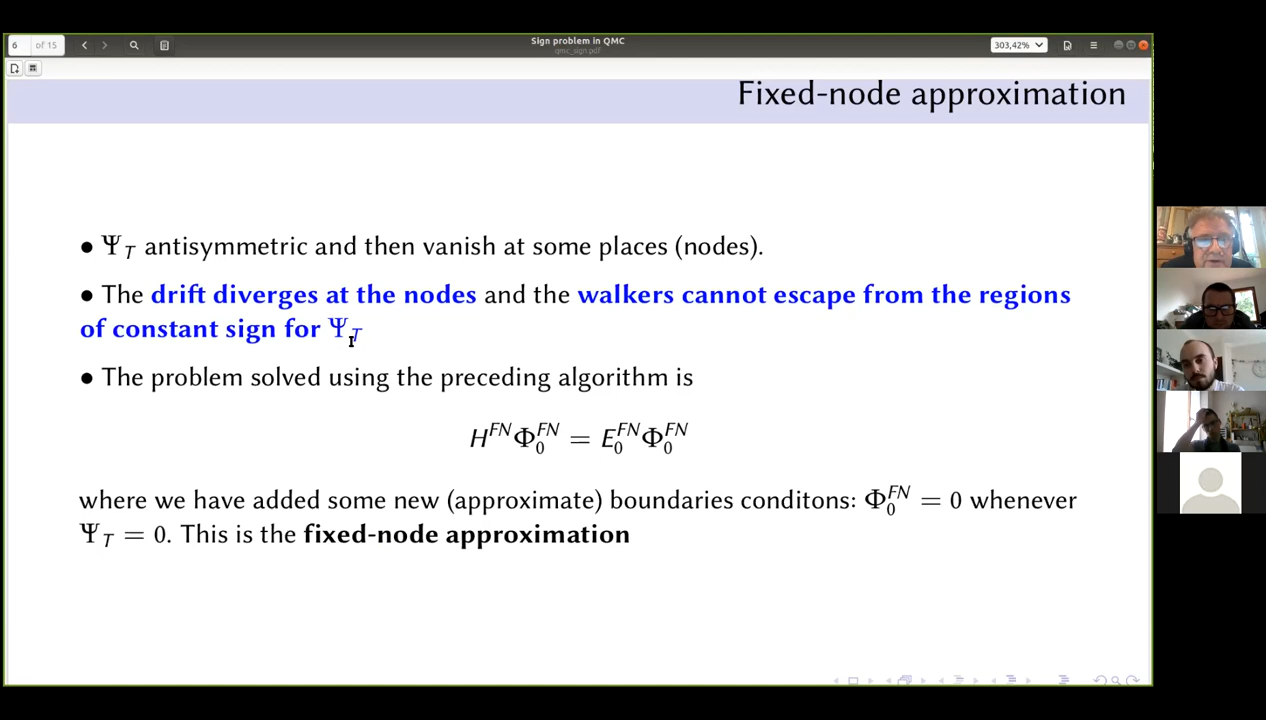 6 of 15
Sign problem in QMC
qmc_sign.pdf
303,42%
Fixed-node approximation
• Ψ_T antisymmetric and then vanish at some places (nodes).
• The drift diverges at the nodes and the walkers cannot escape from the regions
of constant sign for Ψ_T
• The problem solved using the preceding algorithm is
H^{FN}Φ_0^{FN} = E_0^{FN}Φ_0^{FN}
where we have added some new (approximate) boundaries conditons: Φ_0^{FN} = 0 whenever
Ψ_T = 0. This is the fixed-node approximation